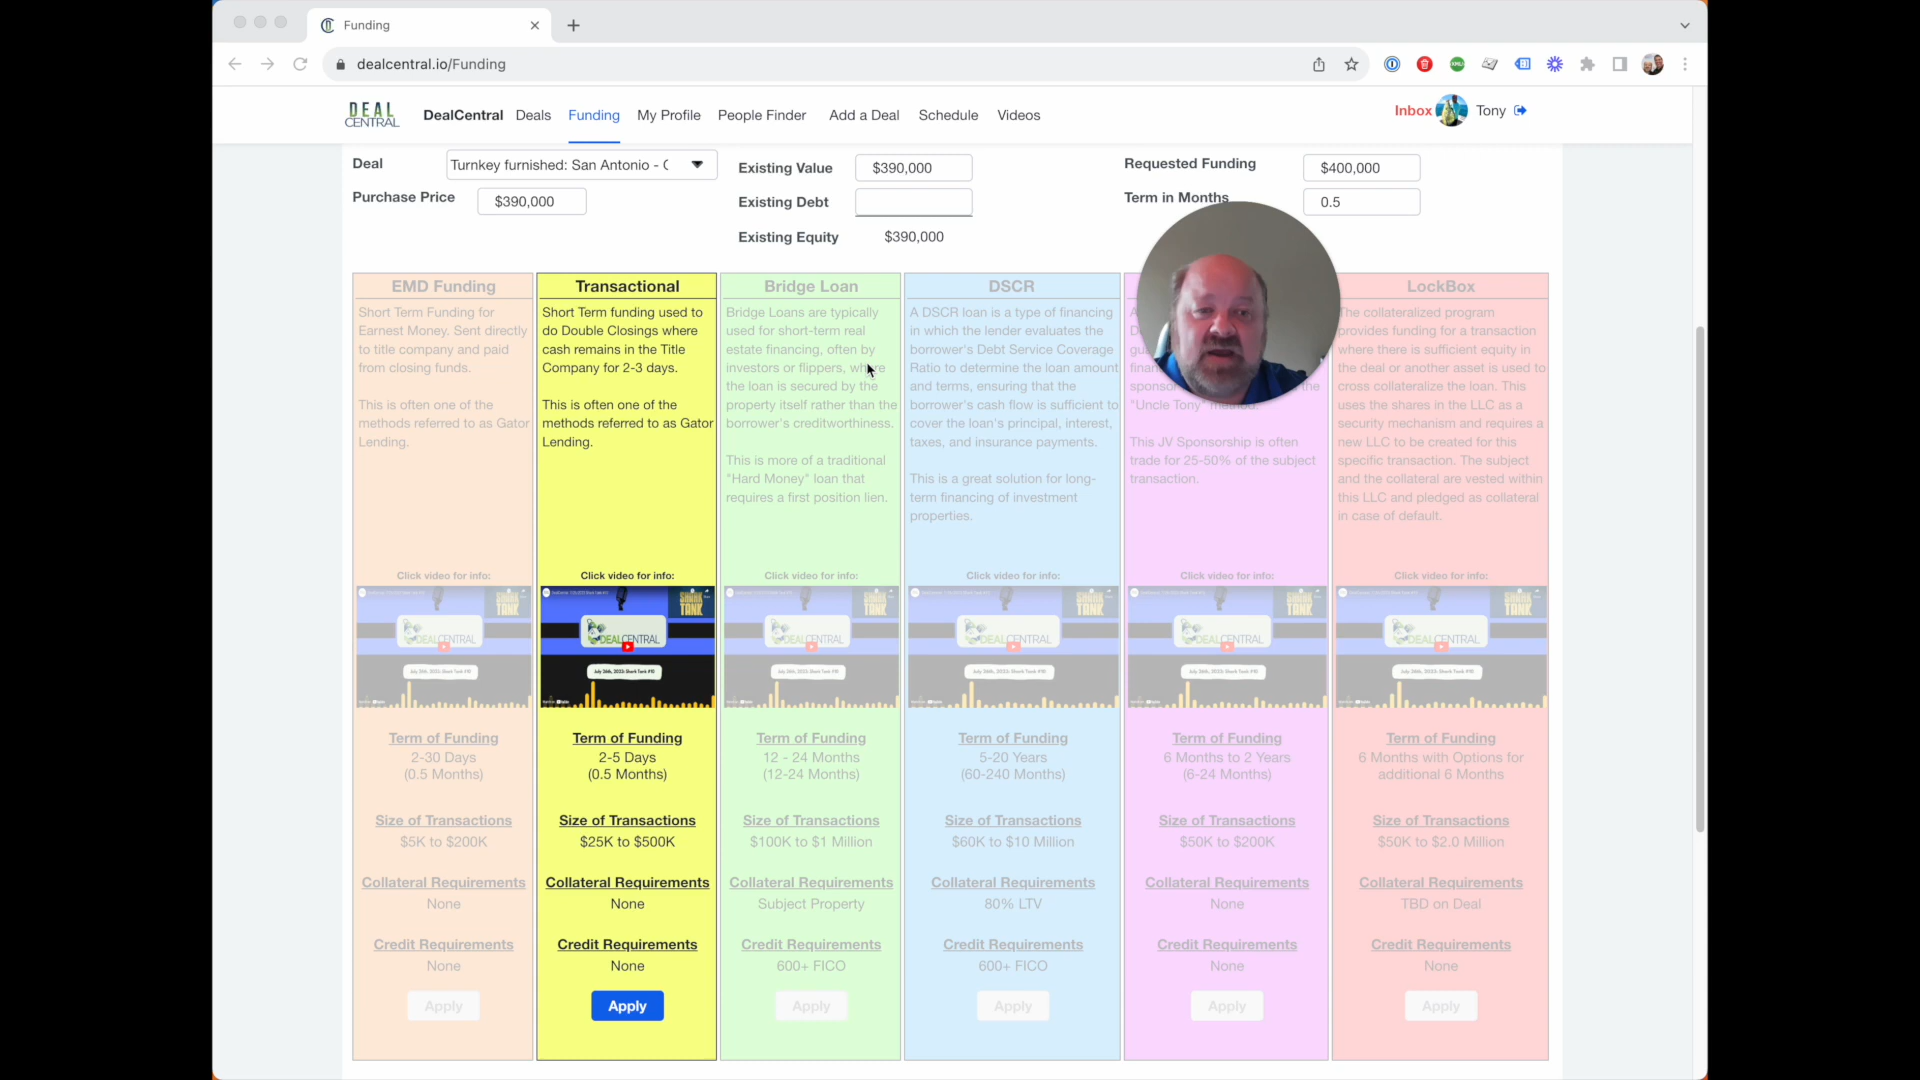 Funding
dealcentral.io/Funding
DEAL
CENTRAL
DealCentral Deals Funding My Profile People Finder Add a Deal Schedule Videos
Inbox Tony
Deal Turnkey furnished: San Antonio - C
Existing Value $390,000
Requested Funding $400,000
Purchase Price $390,000
Existing Debt
Term in Months 0.5
Existing Equity $390,000
EMD Funding
Short Term Funding for
Earnest Money. Sent directly
to title company and paid
from closing funds.
This is often one of the
methods referred to as Gator
Lending.
Click video for info:
Term of Funding
2-30 Days
(0.5 Months)
Size of Transactions
$5K to $200K
Collateral Requirements
None
Credit Requirements
None
Apply
Transactional
Short Term funding used to
do Double Closings where
cash remains in the Title
Company for 2-3 days.
This is often one of the
methods referred to as Gator
Lending.
Click video for info:
SHARK
TANK
DEALCENTRAL
July 26th, 2023: Shark Tank #10
Term of Funding
2-5 Days
(0.5 Months)
Size of Transactions
$25K to $500K
Collateral Requirements
None
Credit Requirements
None
Apply
Bridge Loan
Bridge Loans are typically
used for short-term real
estate financing, often by
investors or flippers, where
the loan is secured by the
property itself rather than the
borrower's creditworthiness.
This is more of a traditional
"Hard Money" loan that
requires a first position lien.
Click video for info:
Term of Funding
12 - 24 Months
(12-24 Months)
Size of Transactions
$100K to $1 Million
Collateral Requirements
Subject Property
Credit Requirements
600+ FICO
Apply
DSCR
A DSCR loan is a type of financing
in which the lender evaluates the
borrower's Debt Service Coverage
Ratio to determine the loan amount
and terms, ensuring that the
borrower's cash flow is sufficient to
cover the loan's principal, interest,
taxes, and insurance payments.
This is a great solution for long-
term financing of investment
properties.
Click video for info:
Term of Funding
5-20 Years
(60-240 Months)
Size of Transactions
$60K to $10 Million
Collateral Requirements
80% LTV
Credit Requirements
600+ FICO
Apply
the
"Uncle Tony" method.
This JV Sponsorship is often
trade for 25-50% of the subject
transaction.
Click video for info:
Term of Funding
6 Months to 2 Years
(6-24 Months)
Size of Transactions
$50K to $200K
Collateral Requirements
None
Credit Requirements
None
Apply
LockBox
The collateralized program
provides funding for a transaction
where there is sufficient equity in
the deal or another asset is used to
cross collateralize the loan. This
uses the shares in the LLC as a
security mechanism and requires a
new LLC to be created for this
specific transaction. The subject
and the collateral are vested within
this LLC and pledged as collateral
in case of default.
Click video for info:
Term of Funding
6 Months with Options for
additional 6 Months
Size of Transactions
$50K to $2.0 Million
Collateral Requirements
TBD on Deal
Credit Requirements
None
Apply